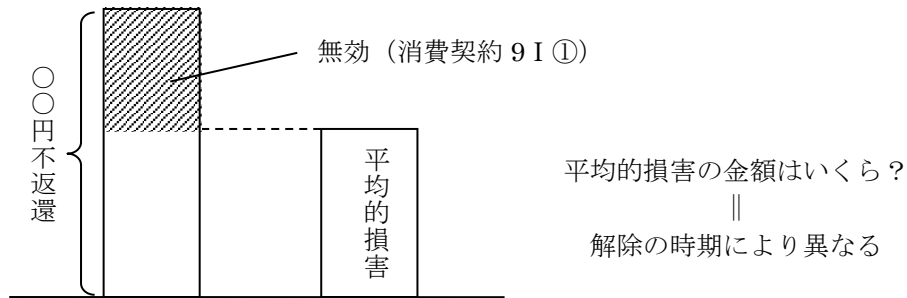 無効（消費契約 9 I ①）
〇〇円不返還
平均的損害
平均的損害の金額はいくら？
‖
解除の時期により異なる